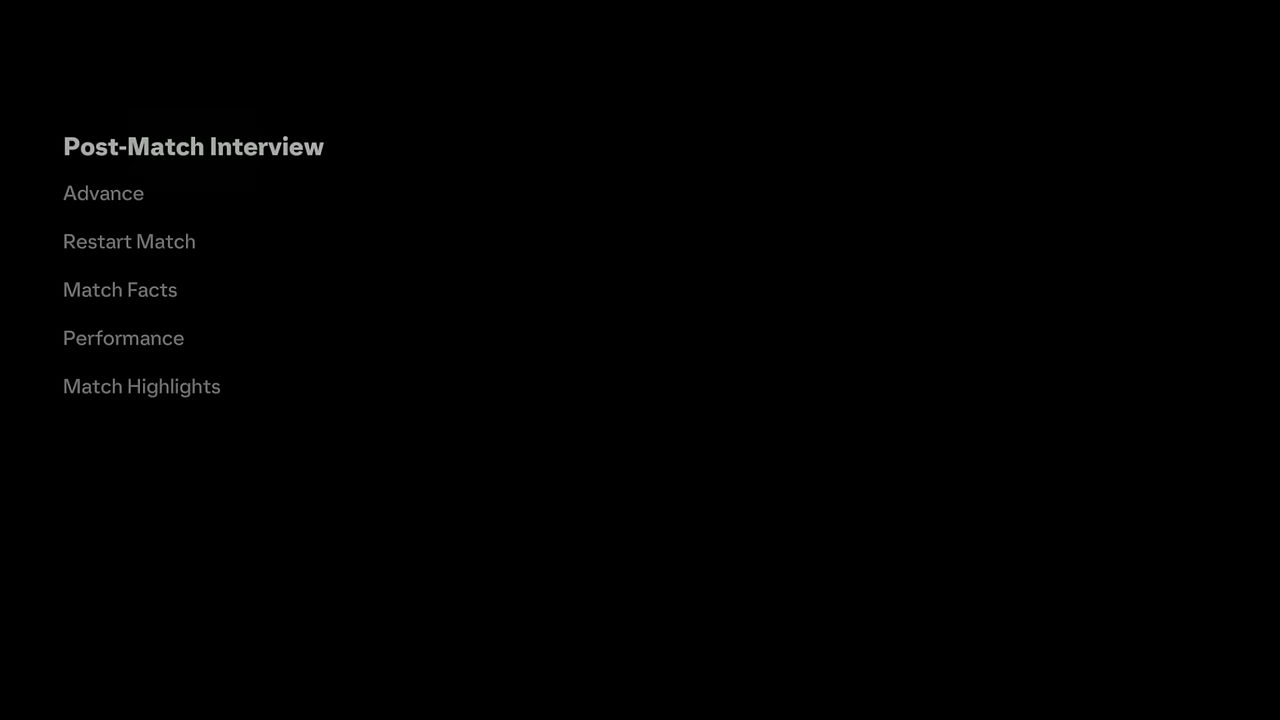 Post-Match Interview
Advance
Restart Match
Match Facts
Performance
Match Highlights